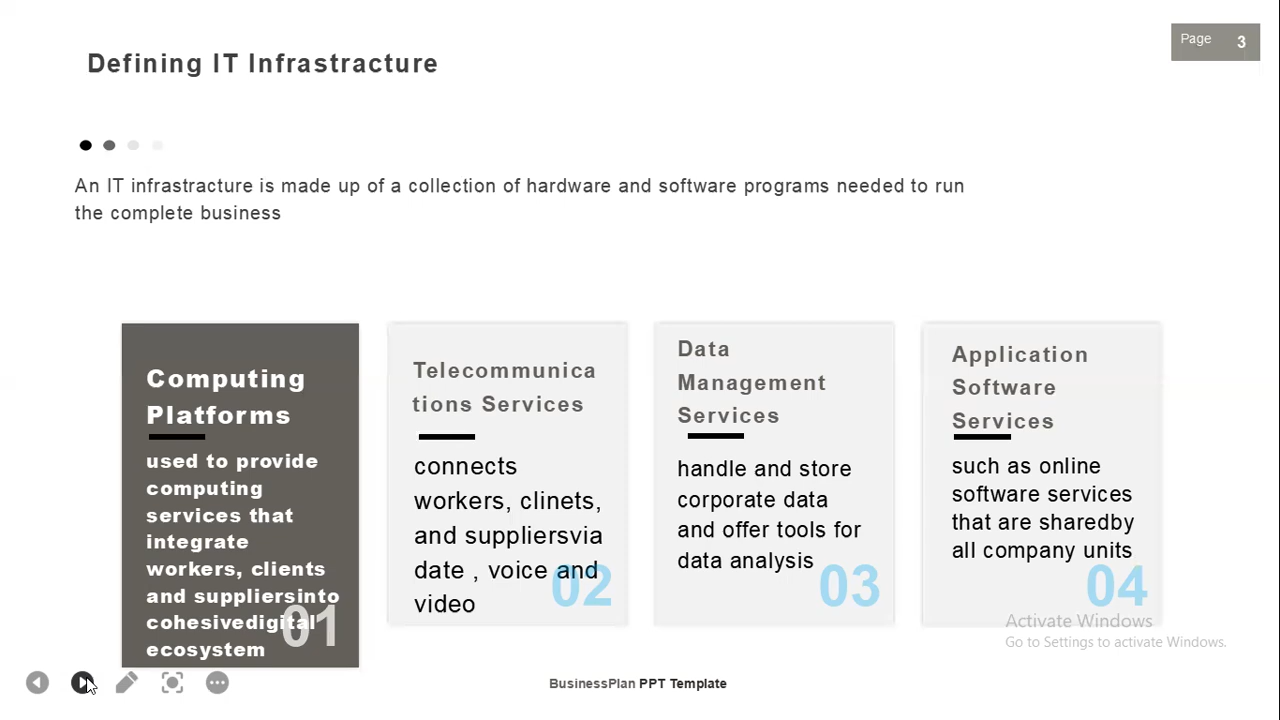 Page 3
Defining IT Infrastracture
An IT infrastracture is made up of a collection of hardware and software programs needed to run
the complete business
Computing
Platforms
used to provide
computing
services that
integrate
workers, clients
and suppliersinto
cohesivedigital
ecosystem
01
Telecommunica
tions Services
connects
workers, clinets,
and suppliersvia
date , voice and
video
02
Data
Management
Services
handle and store
corporate data
and offer tools for
data analysis
03
Application
Software
Services
such as online
software services
that are sharedby
all company units
04
Activate Windows
Go to Settings to activate Windows.
BusinessPlan PPT Template